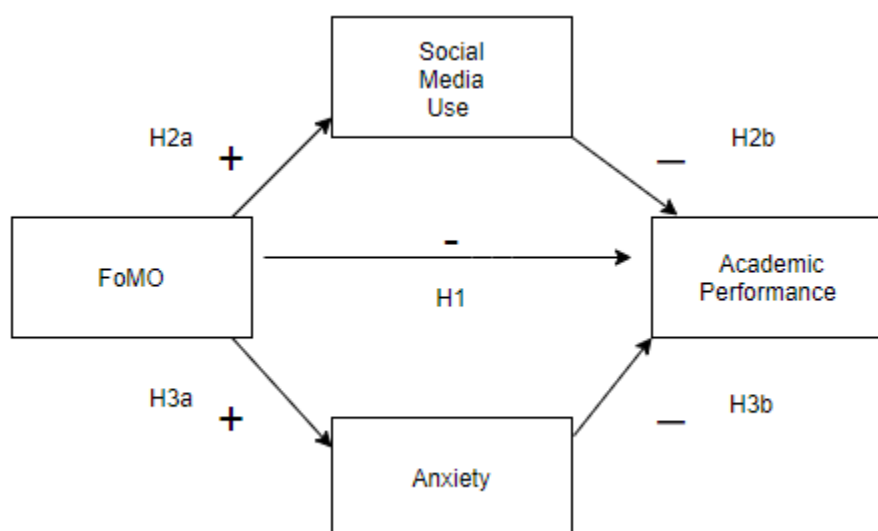 Social
Media
Use
H2a
+
–
H2b
FoMO
-
H1
Academic
Performance
H3a
+
–
H3b
Anxiety